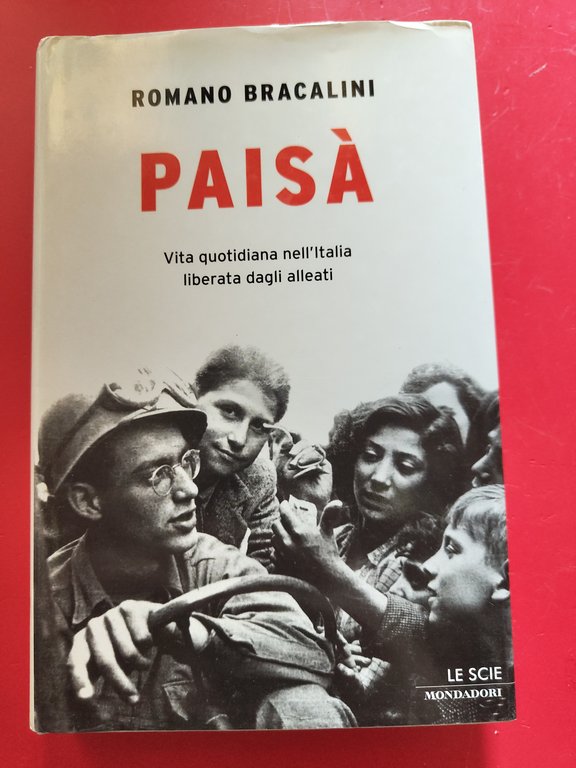 ROMANO BRACALINI
PAISÀ
Vita quotidiana nell'Italia
liberata dagli alleati
LE SCIE
MONDADORI